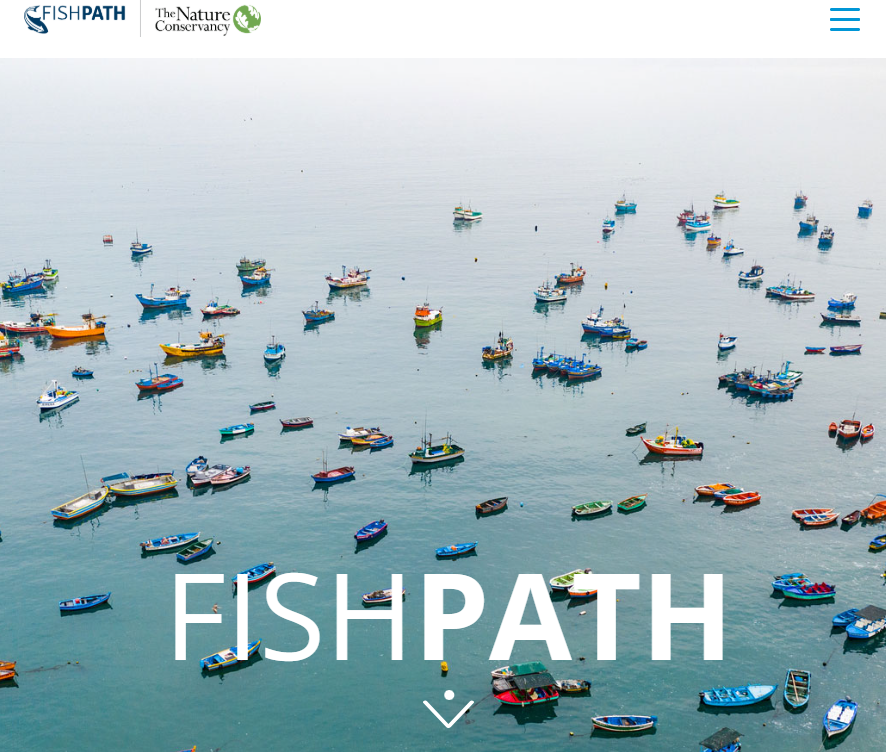 FISHPATH
The Nature
Conservancy
FISHPATH